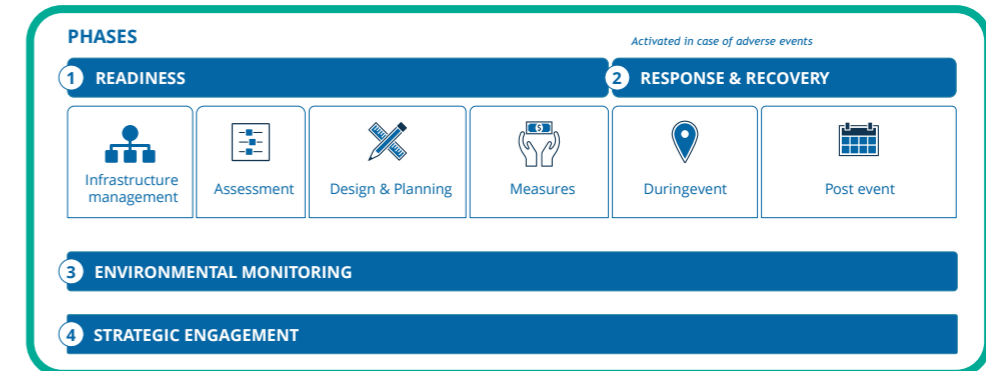 PHASES
Activated in case of adverse events
1 READINESS
2 RESPONSE & RECOVERY
Infrastructure
management
Assessment
Design & Planning
$
Measures
Duringevent
Post event
3 ENVIRONMENTAL MONITORING
4 STRATEGIC ENGAGEMENT